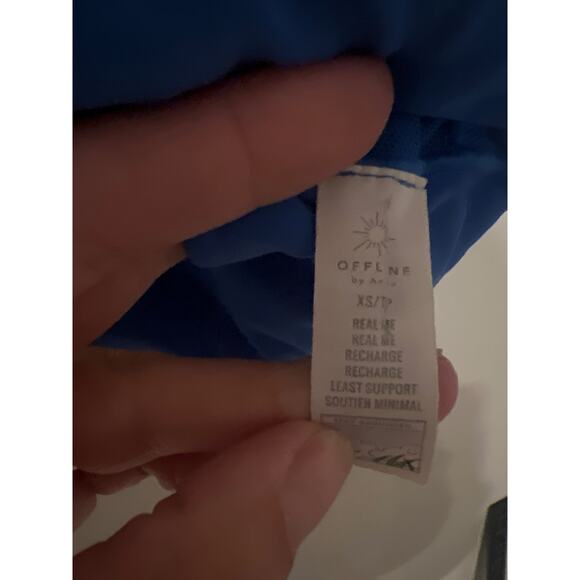 OFFLINE
by Aerie
XS/TP
REAL ME
REAL ME
RECHARGE
RECHARGE
LEAST SUPPORT
SOUTIEN MINIMAL